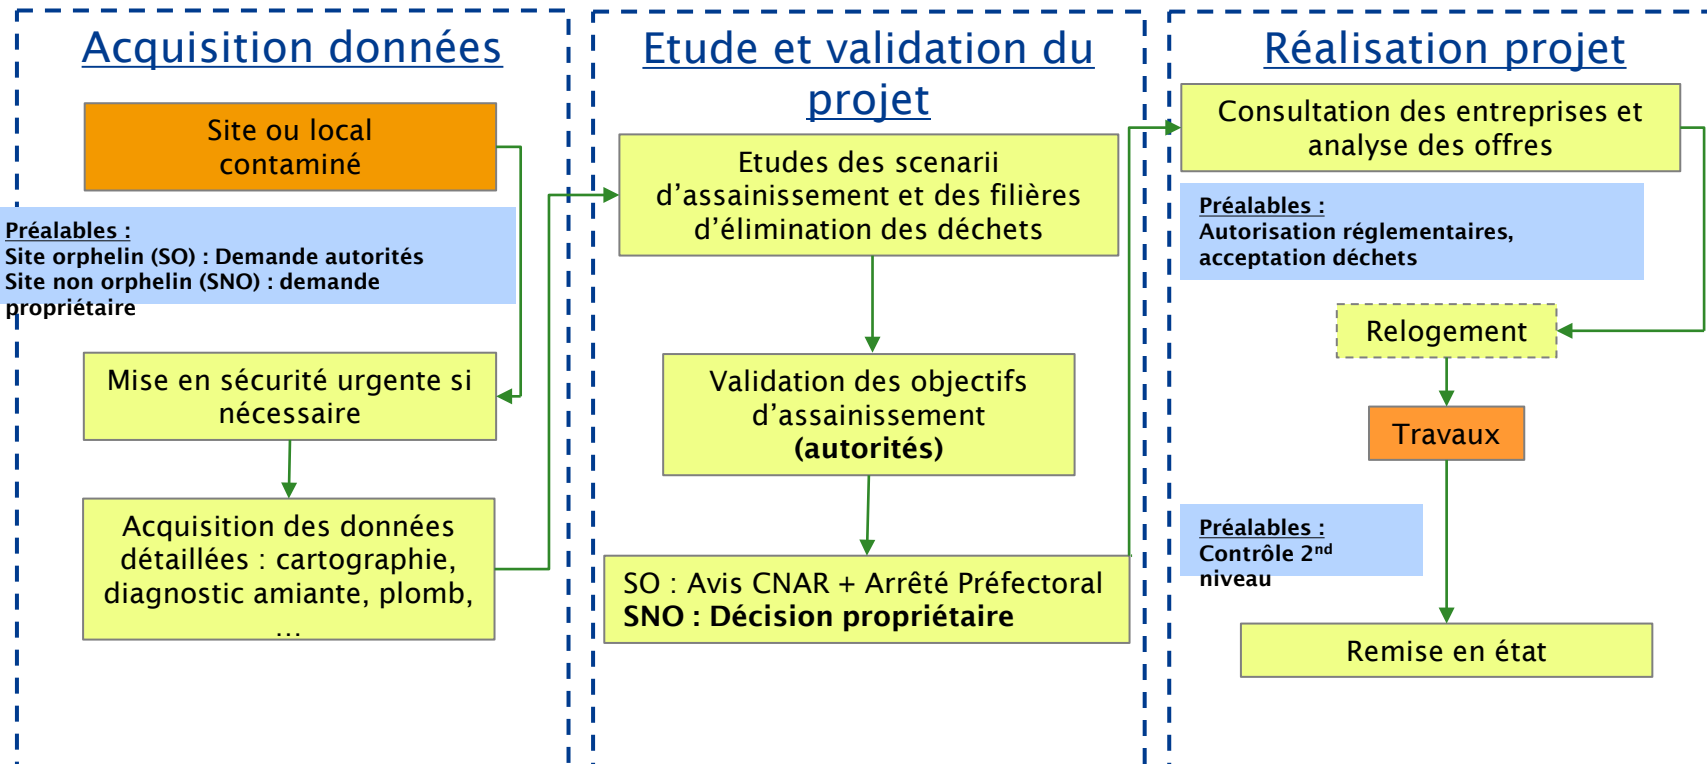 Acquisition données
Site ou local
contaminé
Préalables :
Site orphelin (SO) : Demande autorités
Site non orphelin (SNO) : demande
propriétaire
Mise en sécurité urgente si
nécessaire
Acquisition des données
détaillées : cartographie,
diagnostic amiante, plomb,
...
Etude et validation du
projet
Etudes des scenarii
d'assainissement et des filières
d'élimination des déchets
Validation des objectifs
d'assainissement
(autorités)
SO : Avis CNAR + Arrêté Préfectoral
SNO : Décision propriétaire
Réalisation projet
Consultation des entreprises et
analyse des offres
Préalables :
Autorisation réglementaires,
acceptation déchets
Relogement
Travaux
Préalables :
Contrôle 2nd
niveau
Remise en état